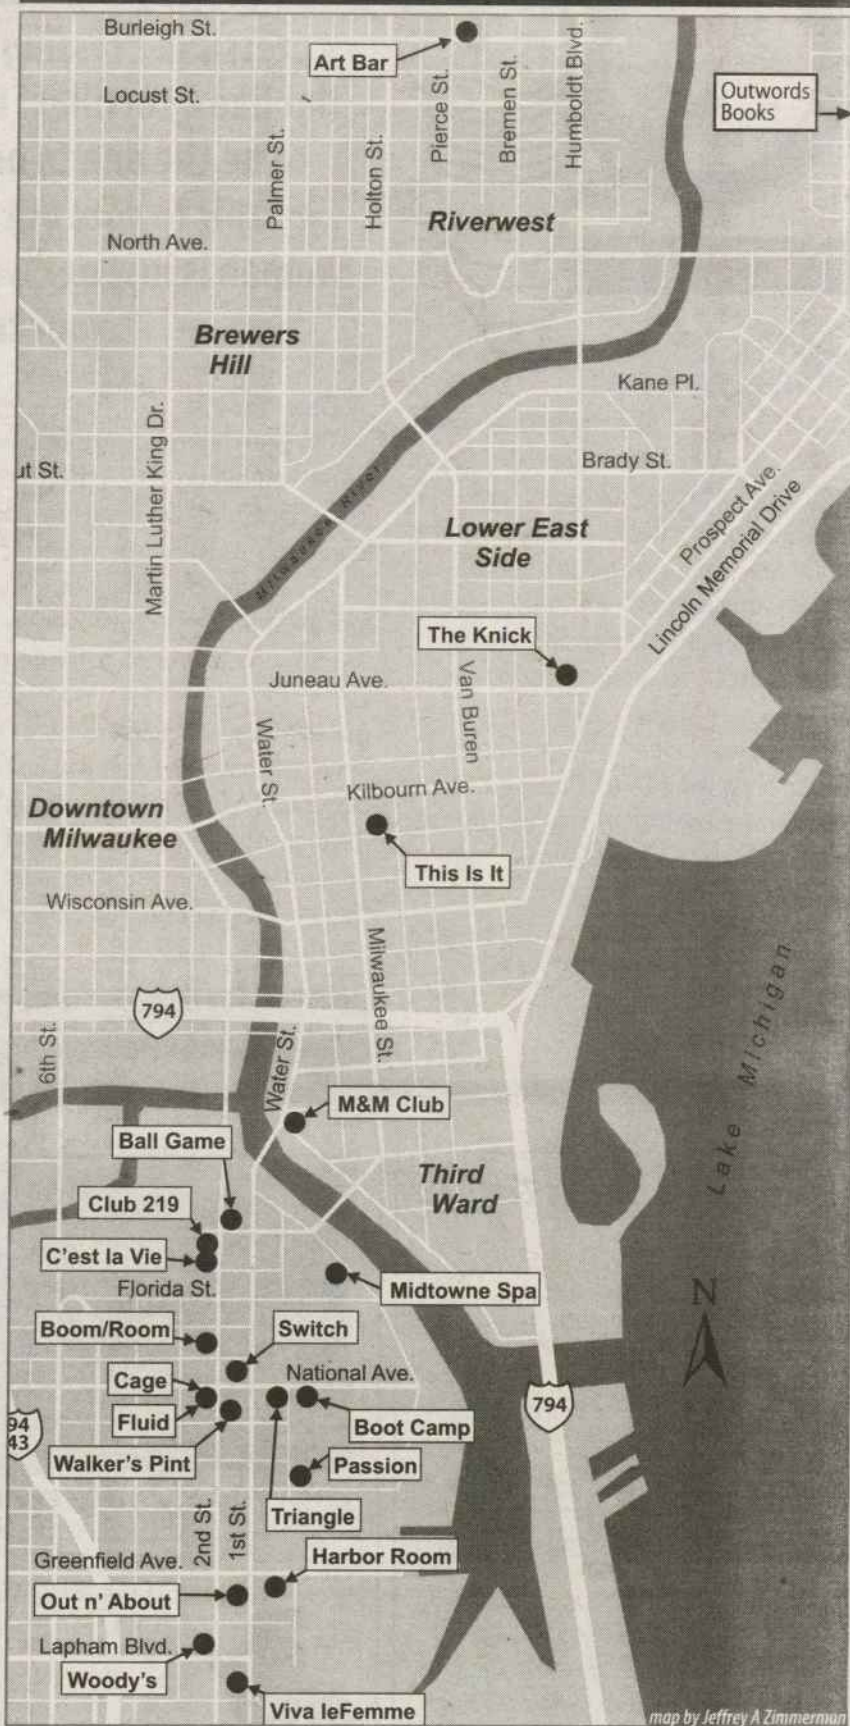 Burleigh St.
Art Bar
Locust St.
Outwords
Books
Palmer St.
Holton St.
Pierce St.
Bremen St.
Humboldt Blvd.
Riverwest
North Ave.
Brewers
Hill
Kane Pl.
Martin Luther King Dr.
ut St.
Brady St.
Milwaukee River
Prospect Ave.
Lincoln Memorial Drive
Lower East
Side
The Knick
Juneau Ave.
Van Buren
Water St.
Kilbourn Ave.
Downtown
Milwaukee
This Is It
Wisconsin Ave.
Milwaukee St.
Lake Michigan
794
6th St.
Water St.
M&M Club
Ball Game
Third
Ward
Club 219
C'est la Vie
Florida St.
Midtowne Spa
N
Boom/Room
Switch
National Ave.
Cage
Fluid
794
94
43
Boot Camp
Walker's Pint
Passion
2nd St.
1st St.
Triangle
Greenfield Ave.
Harbor Room
Out n' About
Lapham Blvd.
Woody's
Viva leFemme
map by Jeffrey A Zimmerman